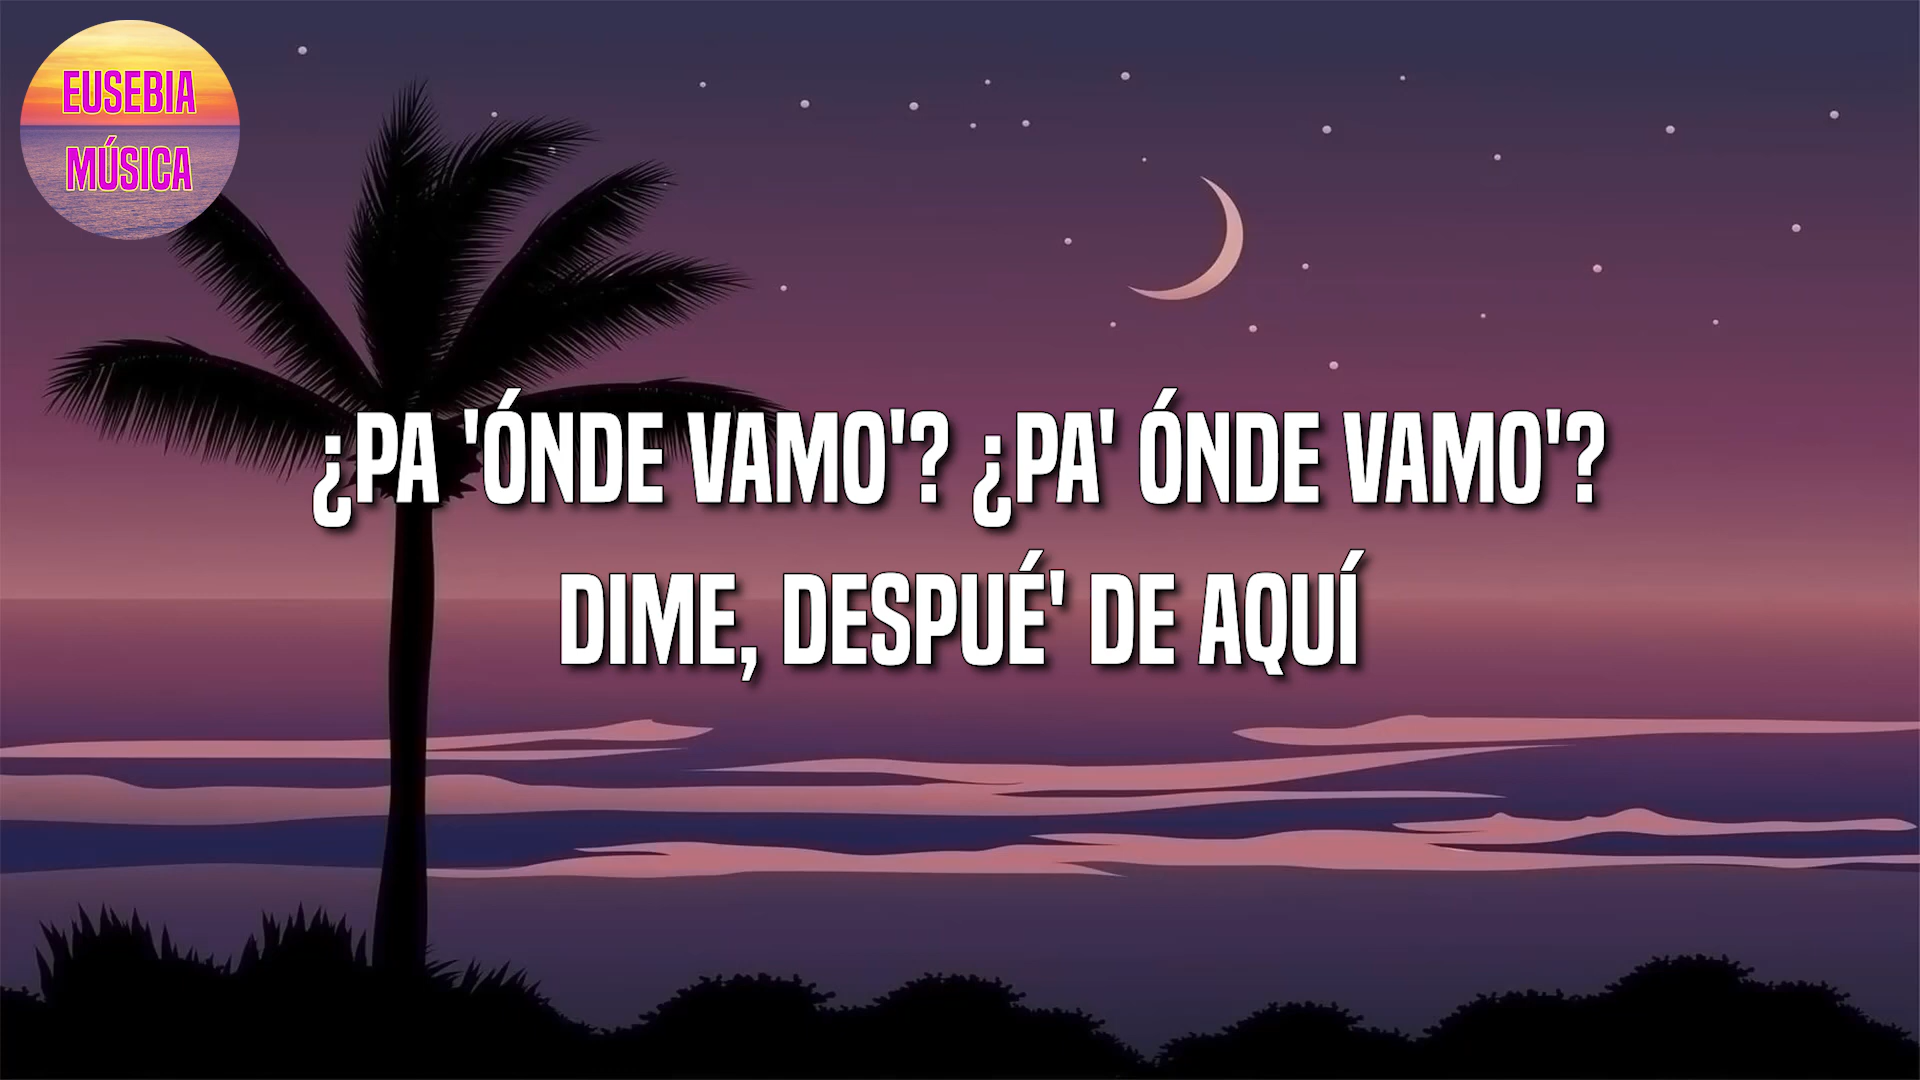 EUSEBIA
MÚSICA
¿PA 'ÓNDE VAMO'? ¿PA' ÓNDE VAMO'?
DIME, DESPUÉ' DE AQUÍ